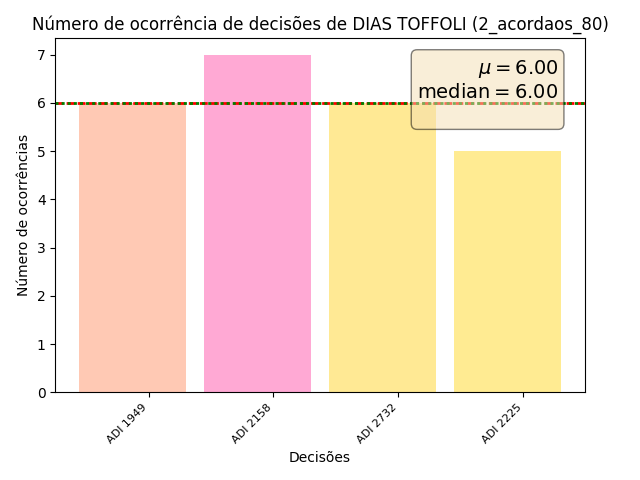 Número de ocorrência de decisões de DIAS TOFFOLI (2_acordaos_80)
μ = 6.00
median = 6.00
Número de ocorrências
7
6
5
4
3
2
1
0
ADI 1949
ADI 2158
ADI 2732
ADI 2225
Decisões